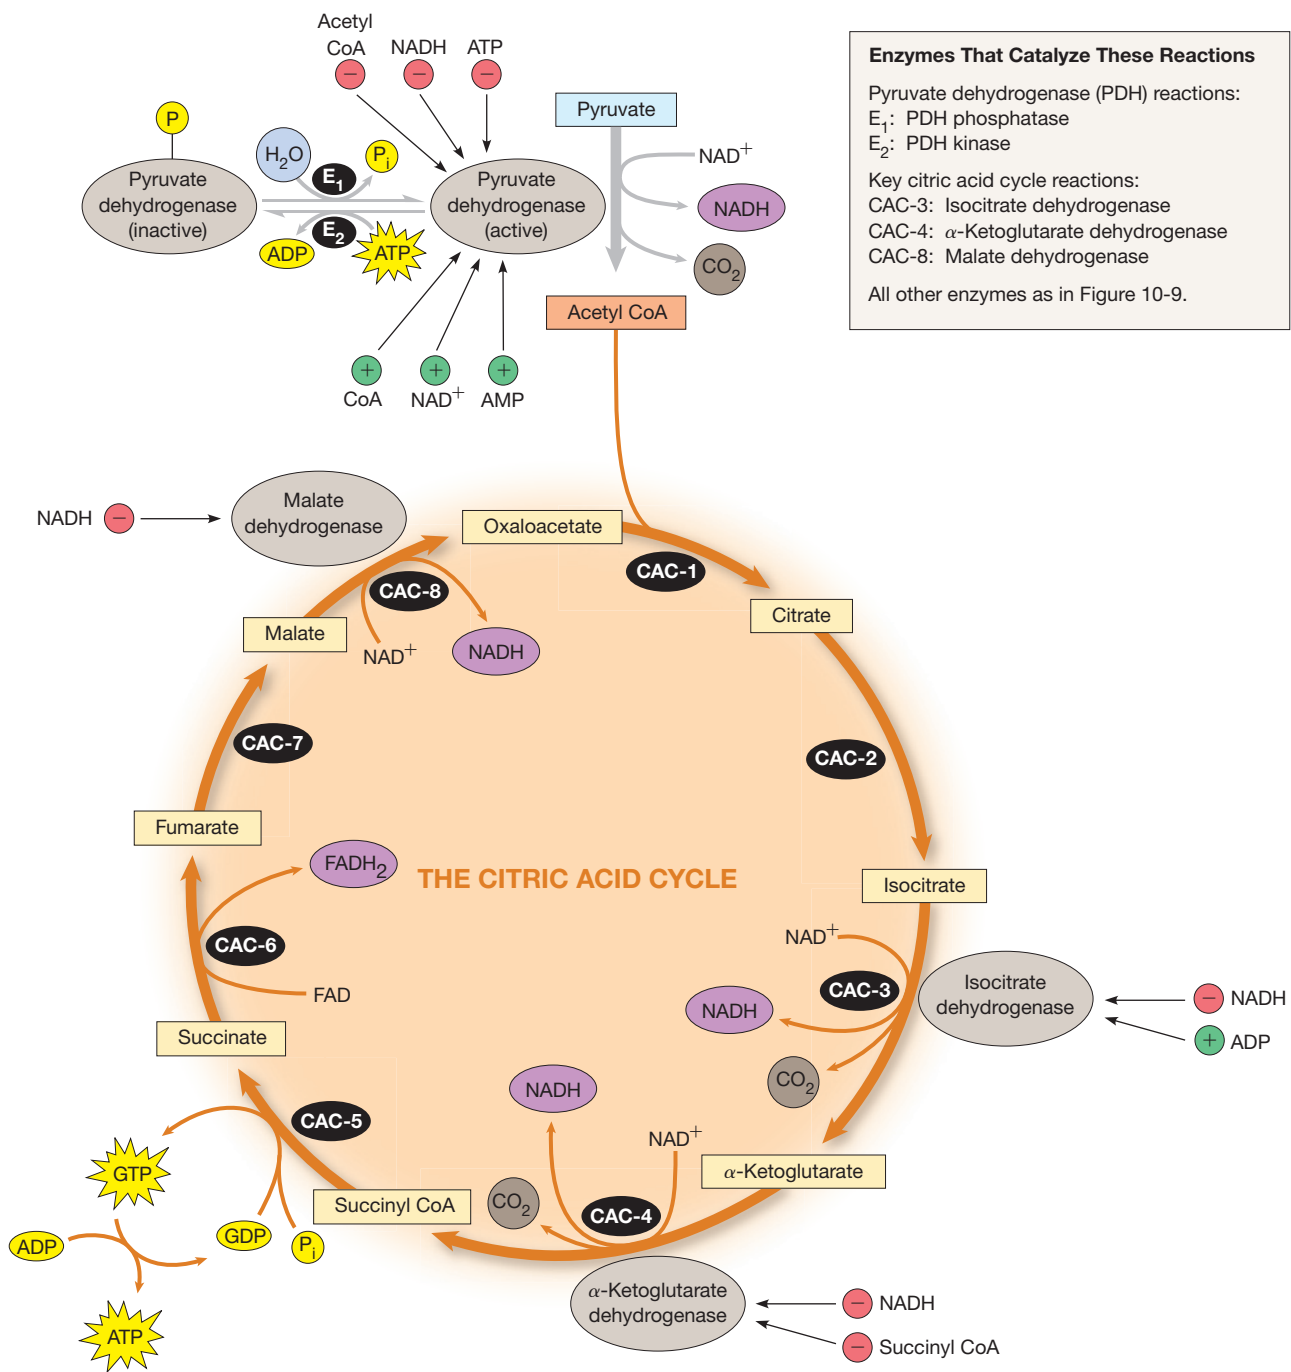 Acetyl
CoA
NADH
ATP
−
−
−
Enzymes That Catalyze These Reactions
Pyruvate dehydrogenase (PDH) reactions:
E1: PDH phosphatase
E2: PDH kinase
Key citric acid cycle reactions:
CAC-3: Isocitrate dehydrogenase
CAC-4: α-Ketoglutarate dehydrogenase
CAC-8: Malate dehydrogenase
All other enzymes as in Figure 10-9.
P
Pyruvate
dehydrogenase
(inactive)
H2O
E1
Pi
ADP
E2
ATP
Pyruvate
dehydrogenase
(active)
Pyruvate
NAD+
NADH
CO2
Acetyl CoA
+
+
+
CoA
NAD+
AMP
NADH
−
Malate
dehydrogenase
Oxaloacetate
CAC-1
Citrate
CAC-8
Malate
NAD+
NADH
CAC-7
CAC-2
Fumarate
FADH2
THE CITRIC ACID CYCLE
Isocitrate
CAC-6
FAD
NAD+
CAC-3
NADH
CO2
Isocitrate
dehydrogenase
−
NADH
+
ADP
Succinate
CAC-5
NADH
NAD+
α-Ketoglutarate
GTP
GDP
Pi
Succinyl CoA
CO2
CAC-4
ADP
ATP
α-Ketoglutarate
dehydrogenase
−
NADH
−
Succinyl CoA